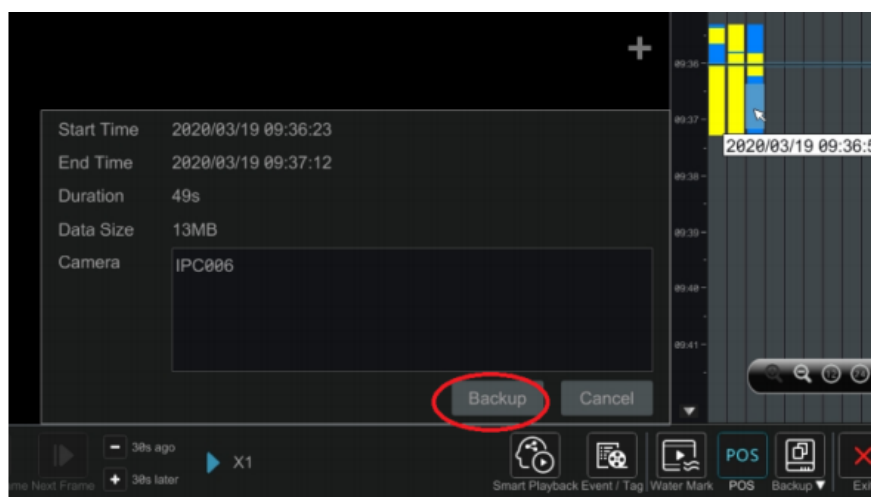 09:36
Start Time 2020/03/19 09:36:23
09:37
2020/03/19 09:36:5
End Time 2020/03/19 09:37:12
09:38
Duration 49s
Data Size 13MB
09:39
Camera IPC006
09:40
09:41
12 24
Backup Cancel
30s ago
X1
POS
Next Frame 30s later Smart Playback Event / Tag Water Mark POS Backup